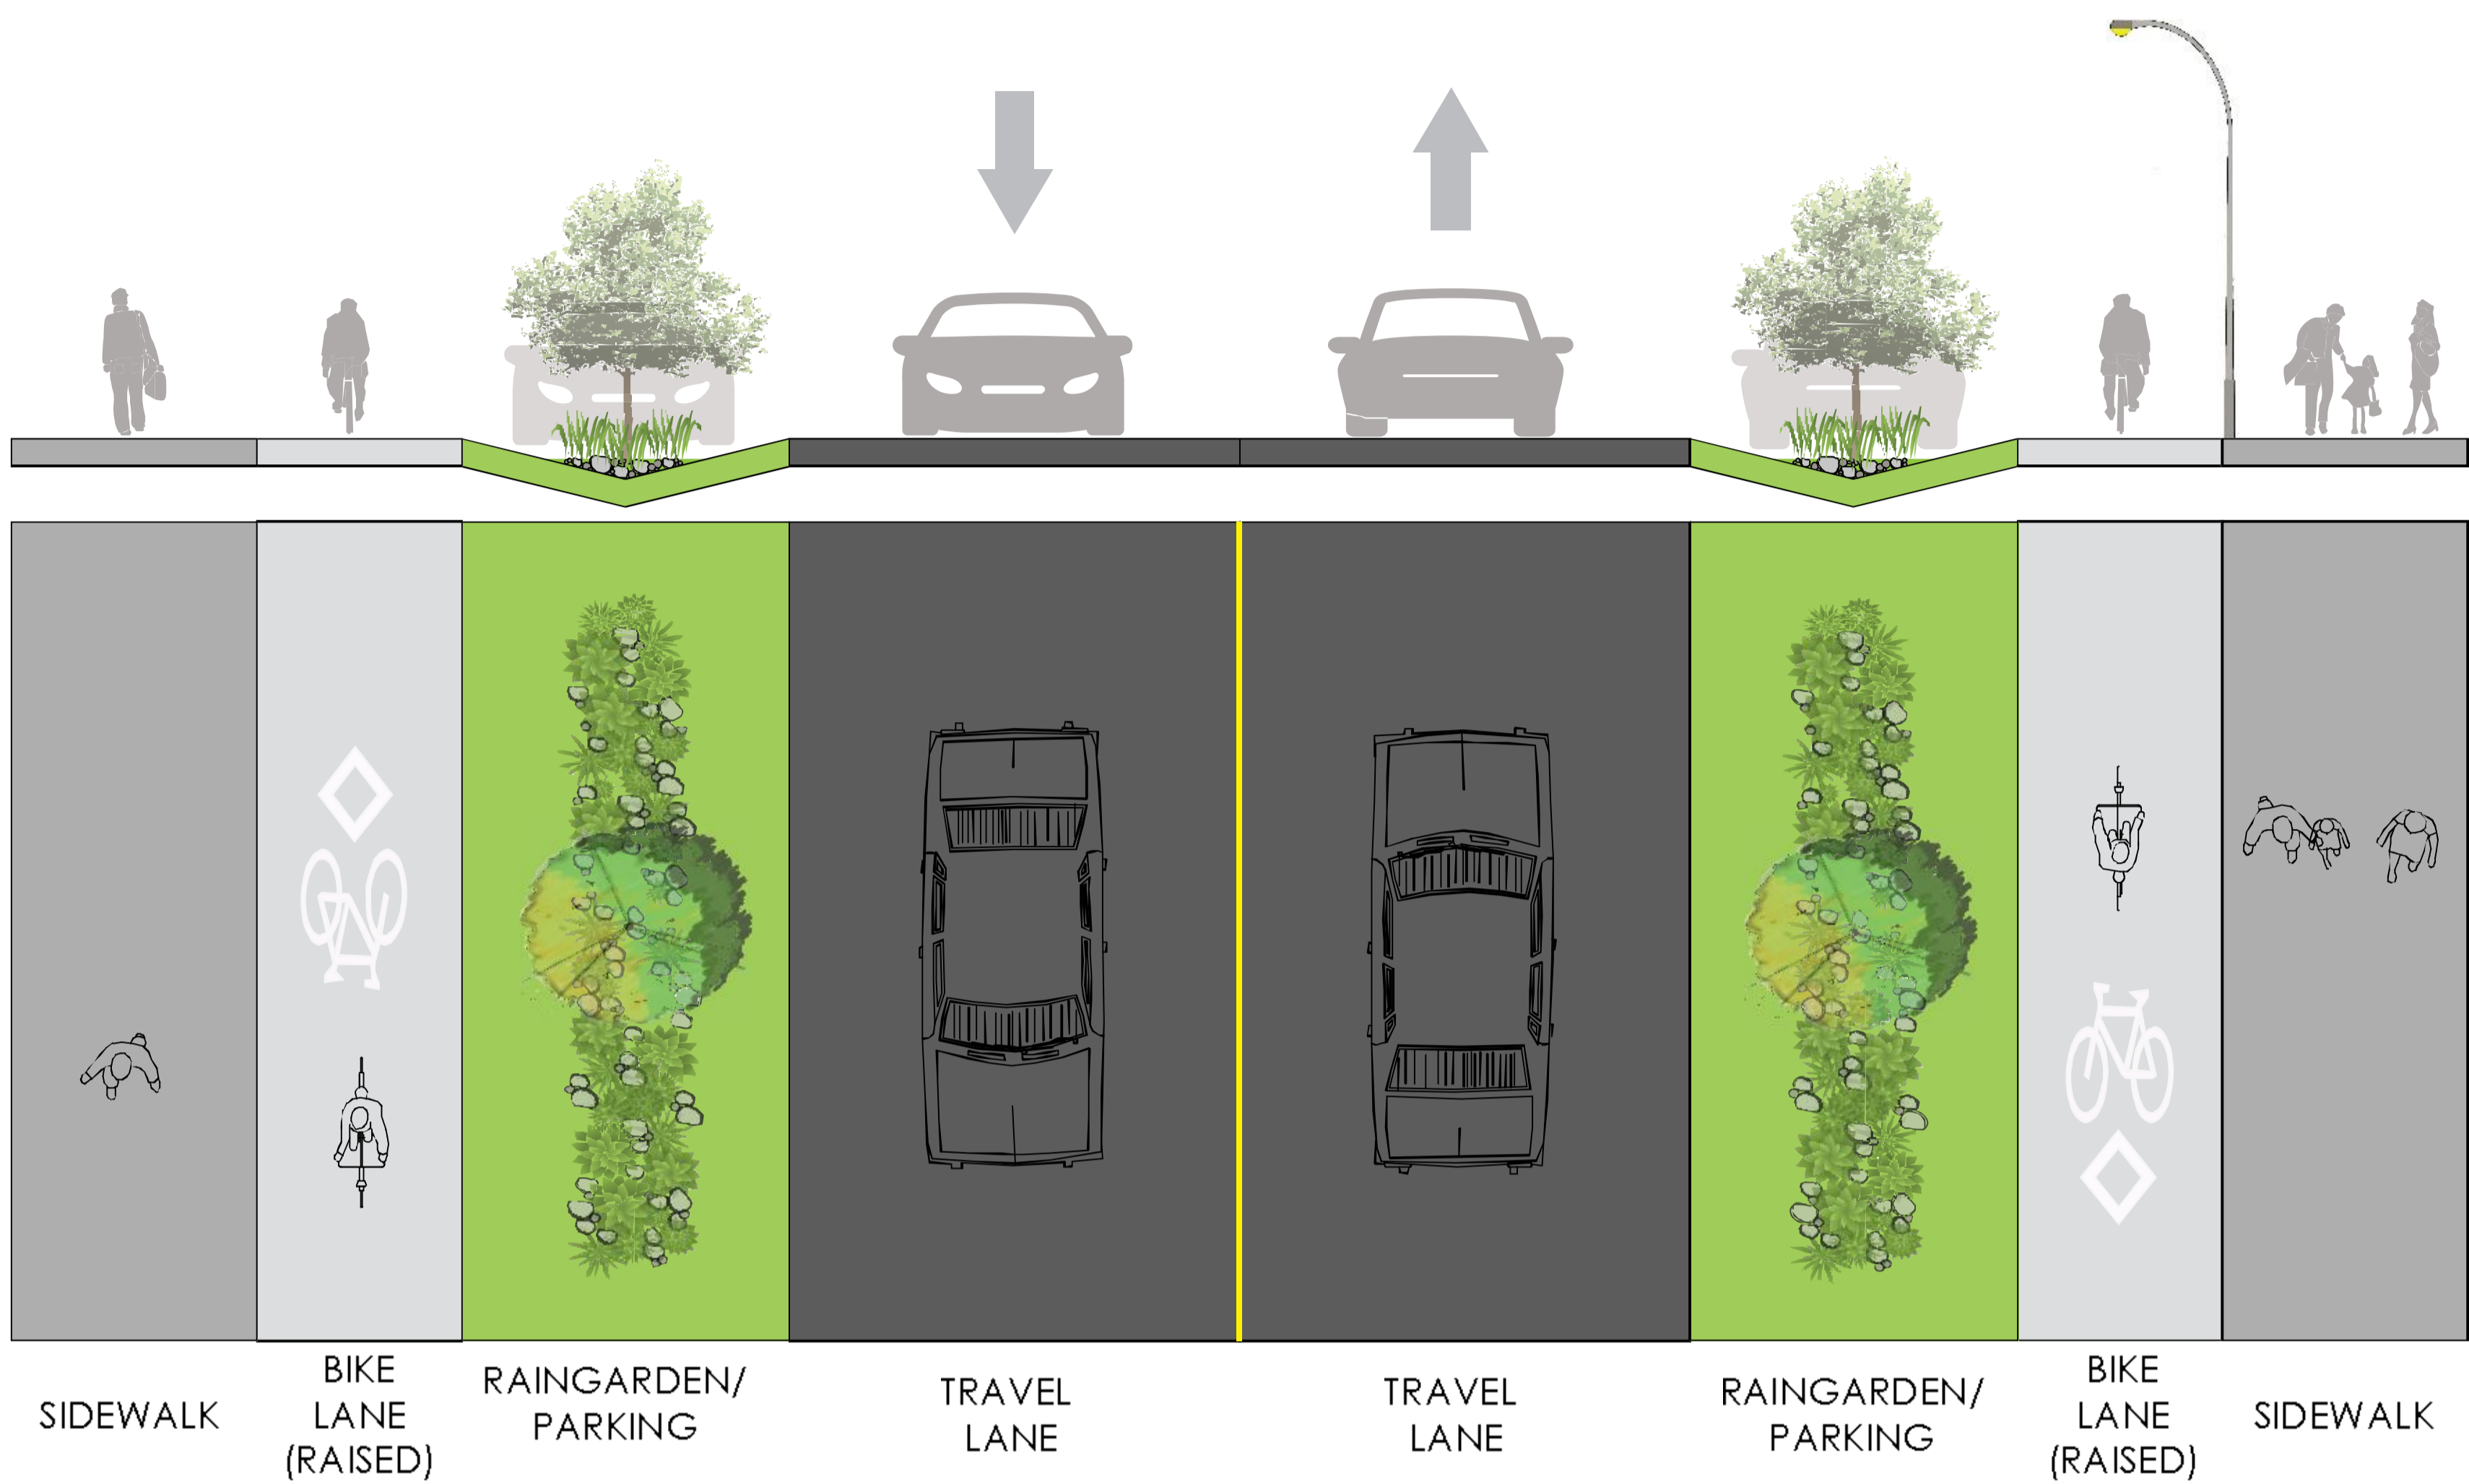 SIDEWALK
BIKE
LANE
(RAISED)
RAINGARDEN/
PARKING
TRAVEL
LANE
TRAVEL
LANE
RAINGARDEN/
PARKING
BIKE
LANE
(RAISED)
SIDEWALK